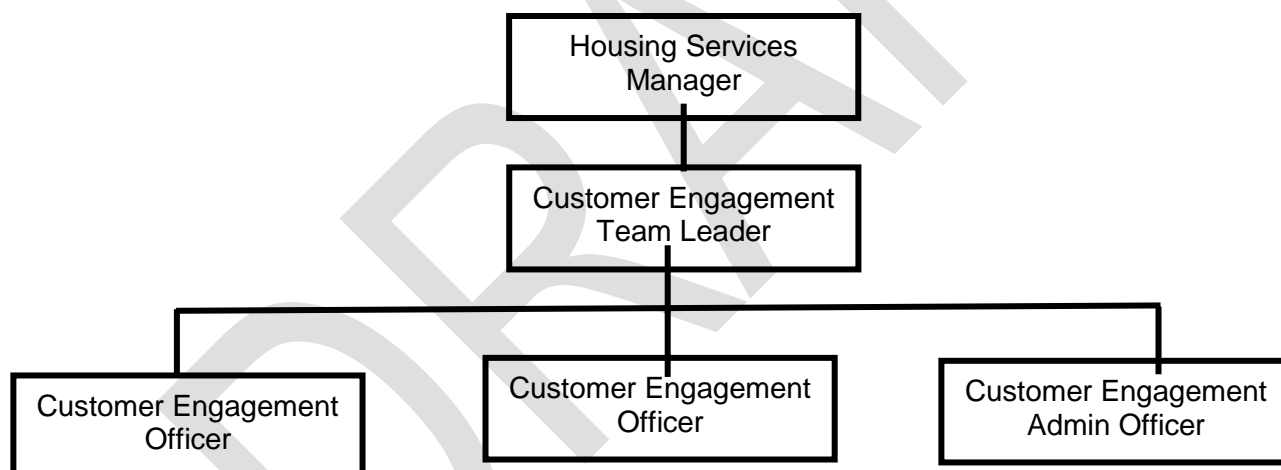 Housing Services
Manager
Customer Engagement
Team Leader
Customer Engagement
Officer
Customer Engagement
Officer
Customer Engagement
Admin Officer